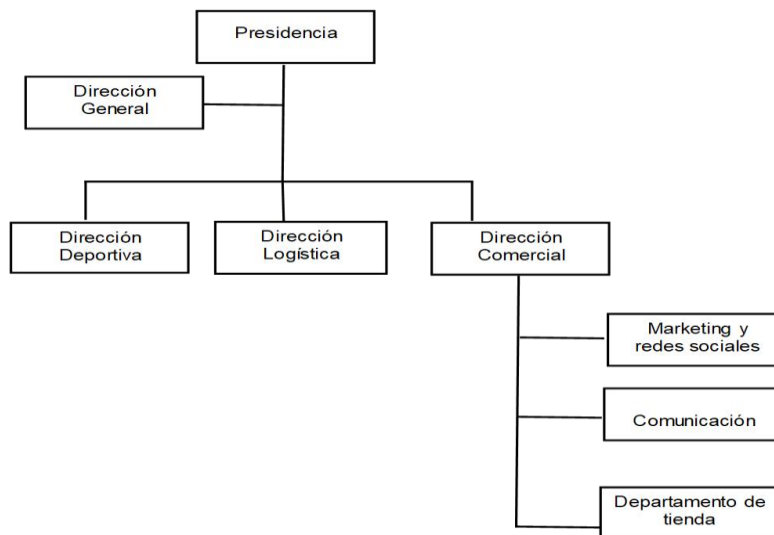 Presidencia
Dirección
General
Dirección
Deportiva
Dirección
Logística
Dirección
Comercial
Marketing y
redes sociales
Comunicación
Departamento de
tienda